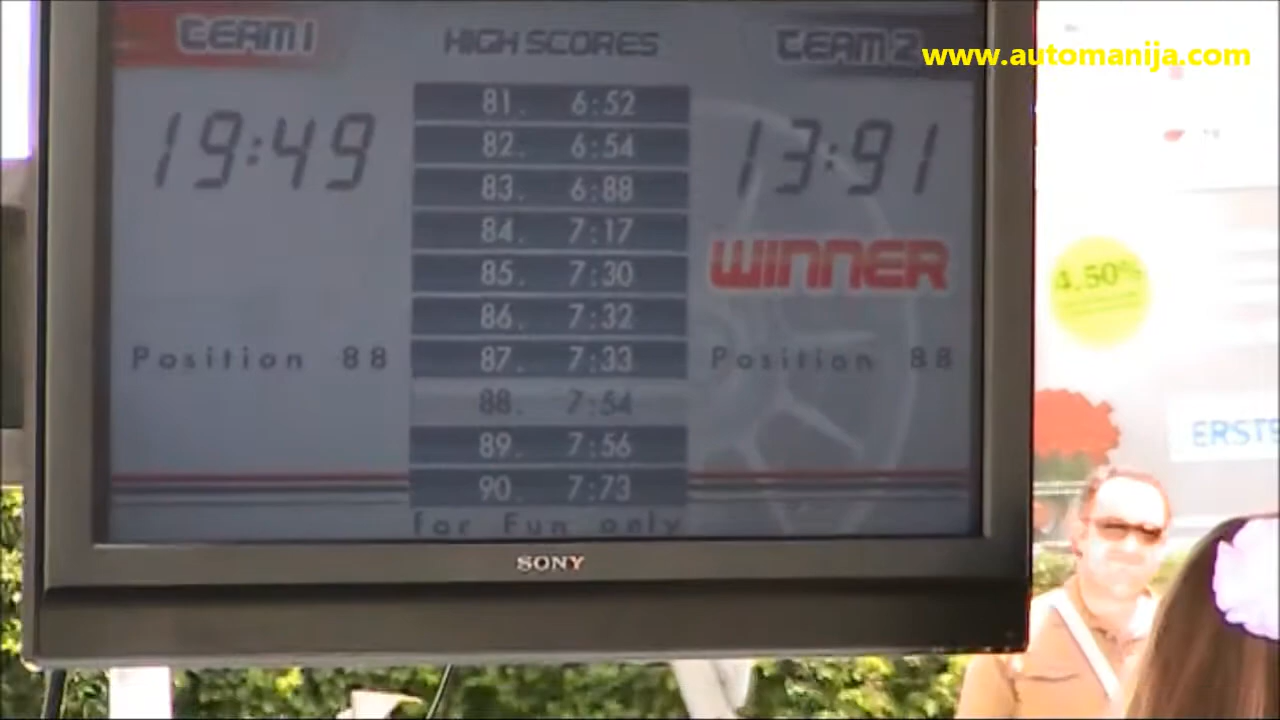 TEAM 1
HIGH SCORES
TEAM 2
www.automanija.com
19:49
13:91
81. 6:52
82. 6:54
83. 6:88
84. 7:17
85. 7:30
86. 7:32
87. 7:33
88. 7:54
89. 7:56
90. 7:73
WINNER
Position 88
Position 88
for Fun only
SONY
4.50%
ERSTE